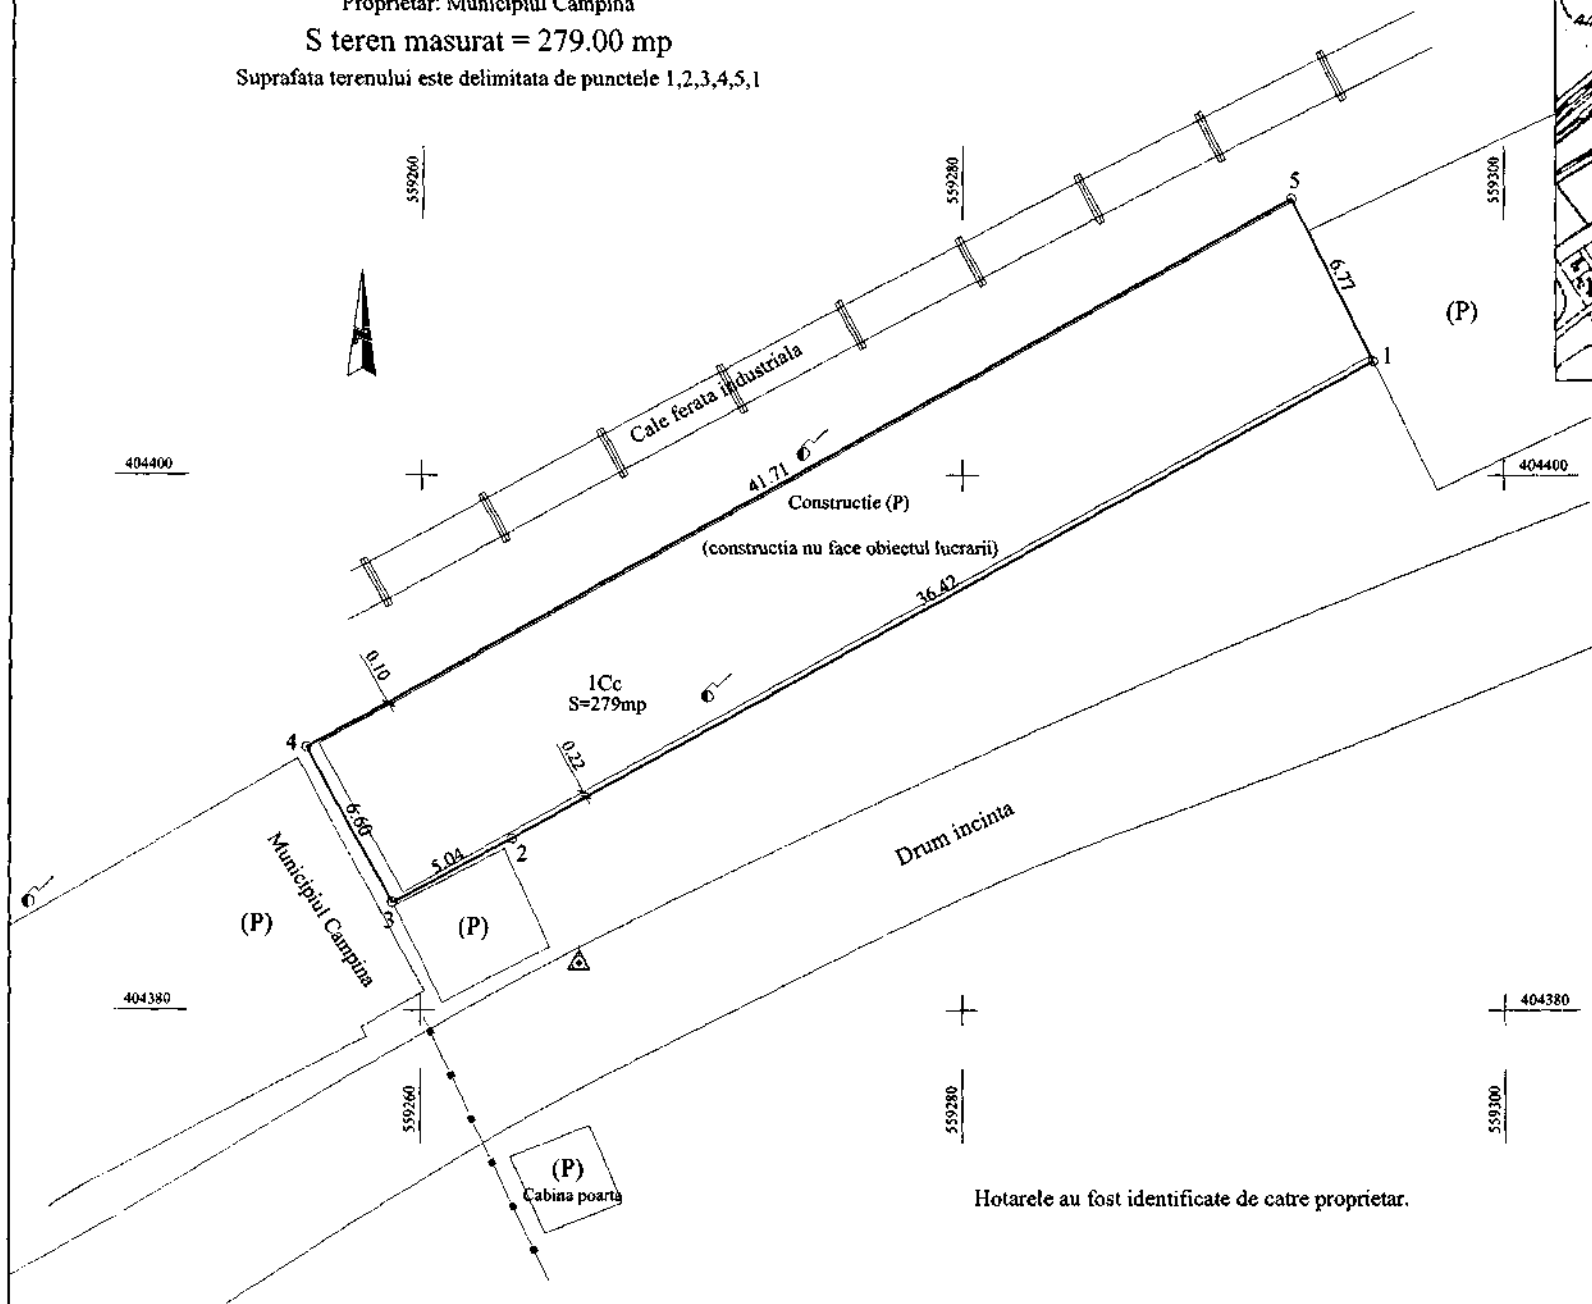 Proprietar: Municipiul Campina
S teren masurat = 279.00 mp
Suprafata terenului este delimitata de punctele 1,2,3,4,5,1
559260
559280
559300
5
6.77
(P)
1
Cale ferata industriala
404400
404400
41.71
Constructie (P)
(constructia nu face obiectul lucrarii)
36.42
0.10
1Cc
S=279mp
4
0.22
6.60
5.04
2
Drum incinta
Municipiul Campina
3
(P)
(P)
404380
404380
559260
559280
559300
(P)
Cabina poarta
Hotarele au fost identificate de catre proprietar.